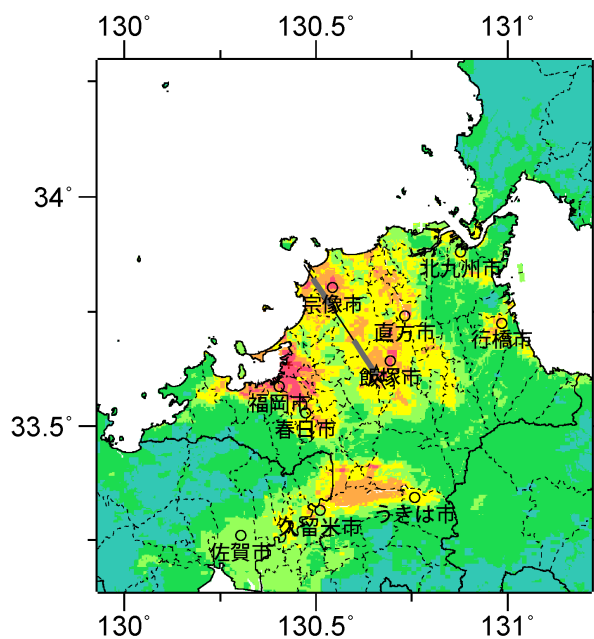 130° 130.5° 131°
34°
北九州市
宗像市
直方市
行橋市
飯塚市
福岡市
33.5°
春日市
うきは市
久留米市
佐賀市
130° 130.5° 131°